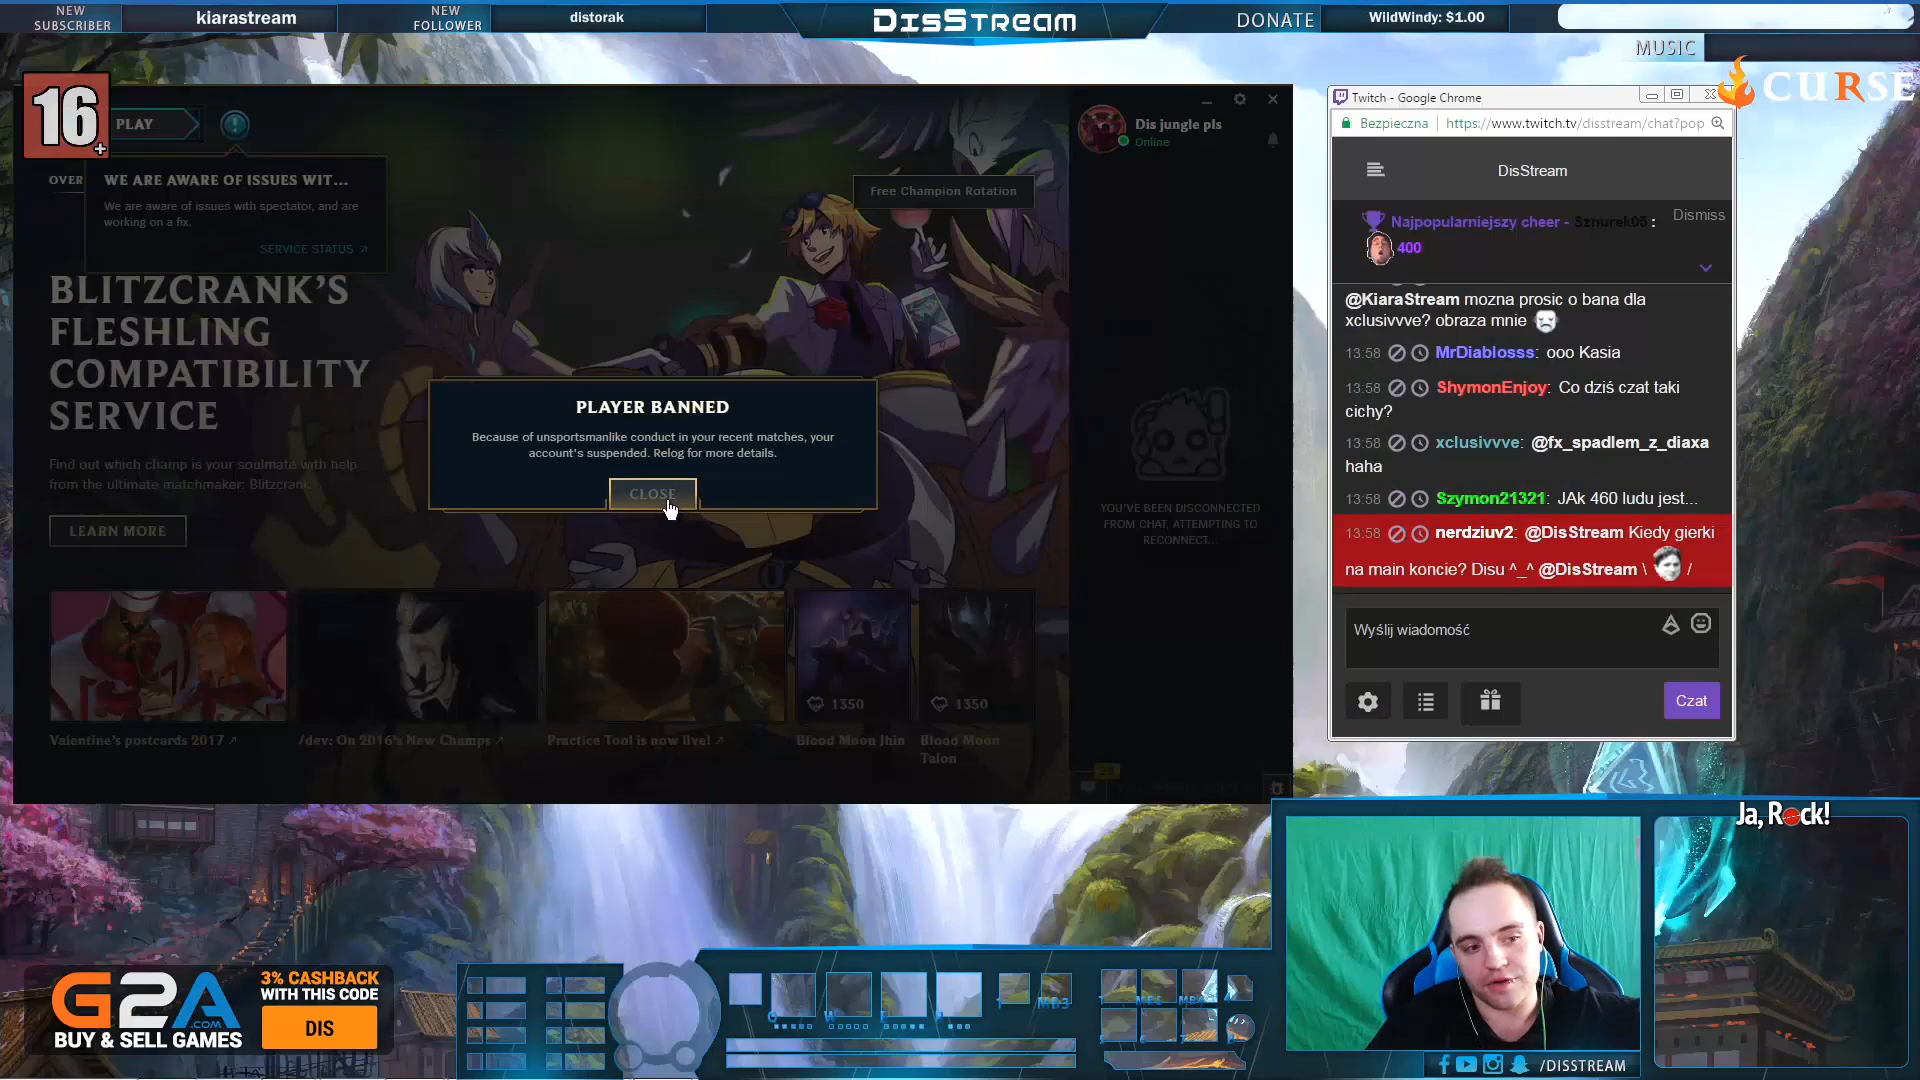 NEW
SUBSCRIBER
kiarastream
NEW
FOLLOWER
distorak
DISSTREAM
DONATE
WildWindy: $1.00
MUSIC
CURSE
16+
PLAY
OVER
WE ARE AWARE OF ISSUES WIT...
We are aware of issues with spectator, and are
working on a fix.
SERVICE STATUS
Free Champion Rotation
Dis jungle pls
Online
BLITZCRANK'S
FLESHLING
COMPATIBILITY
SERVICE
Find out which champ is your soulmate with help
from the ultimate matchmaker: Blitzcrank.
LEARN MORE
PLAYER BANNED
Because of unsportsmanlike conduct in your recent matches, your
account's suspended. Relog for more details.
CLOSE
YOU'VE BEEN DISCONNECTED
FROM CHAT, ATTEMPTING TO
RECONNECT...
1350
1350
Valentine's postcards 2017
/dev: On 2016's New Champs
Practice Tool is now live!
Blood Moon Jhin
Blood Moon
Talon
Twitch - Google Chrome
Bezpieczna
https://www.twitch.tv/disstream/chat?pop
DisStream
Najpopularniejszy cheer - Sznurek05 :
Dismiss
400
@KiaraStream mozna prosic o bana dla
xclusivvve? obraza mnie
13:58 MrDiablosss: ooo Kasia
13:58 ShymonEnjoy: Co dziś czat taki
cichy?
13:58 xclusivvve: @fx_spadlem_z_diaxa
haha
13:58 Szymon21321: JAk 460 ludu jest...
13:58 nerdziuv2: @DisStream Kiedy gierki
na main koncie? Disu ^_^ @DisStream \ /
Wyślij wiadomość
Czat
Ja, Rock!
G2A
.COM
BUY & SELL GAMES
3% CASHBACK
WITH THIS CODE
DIS
/DISSTREAM